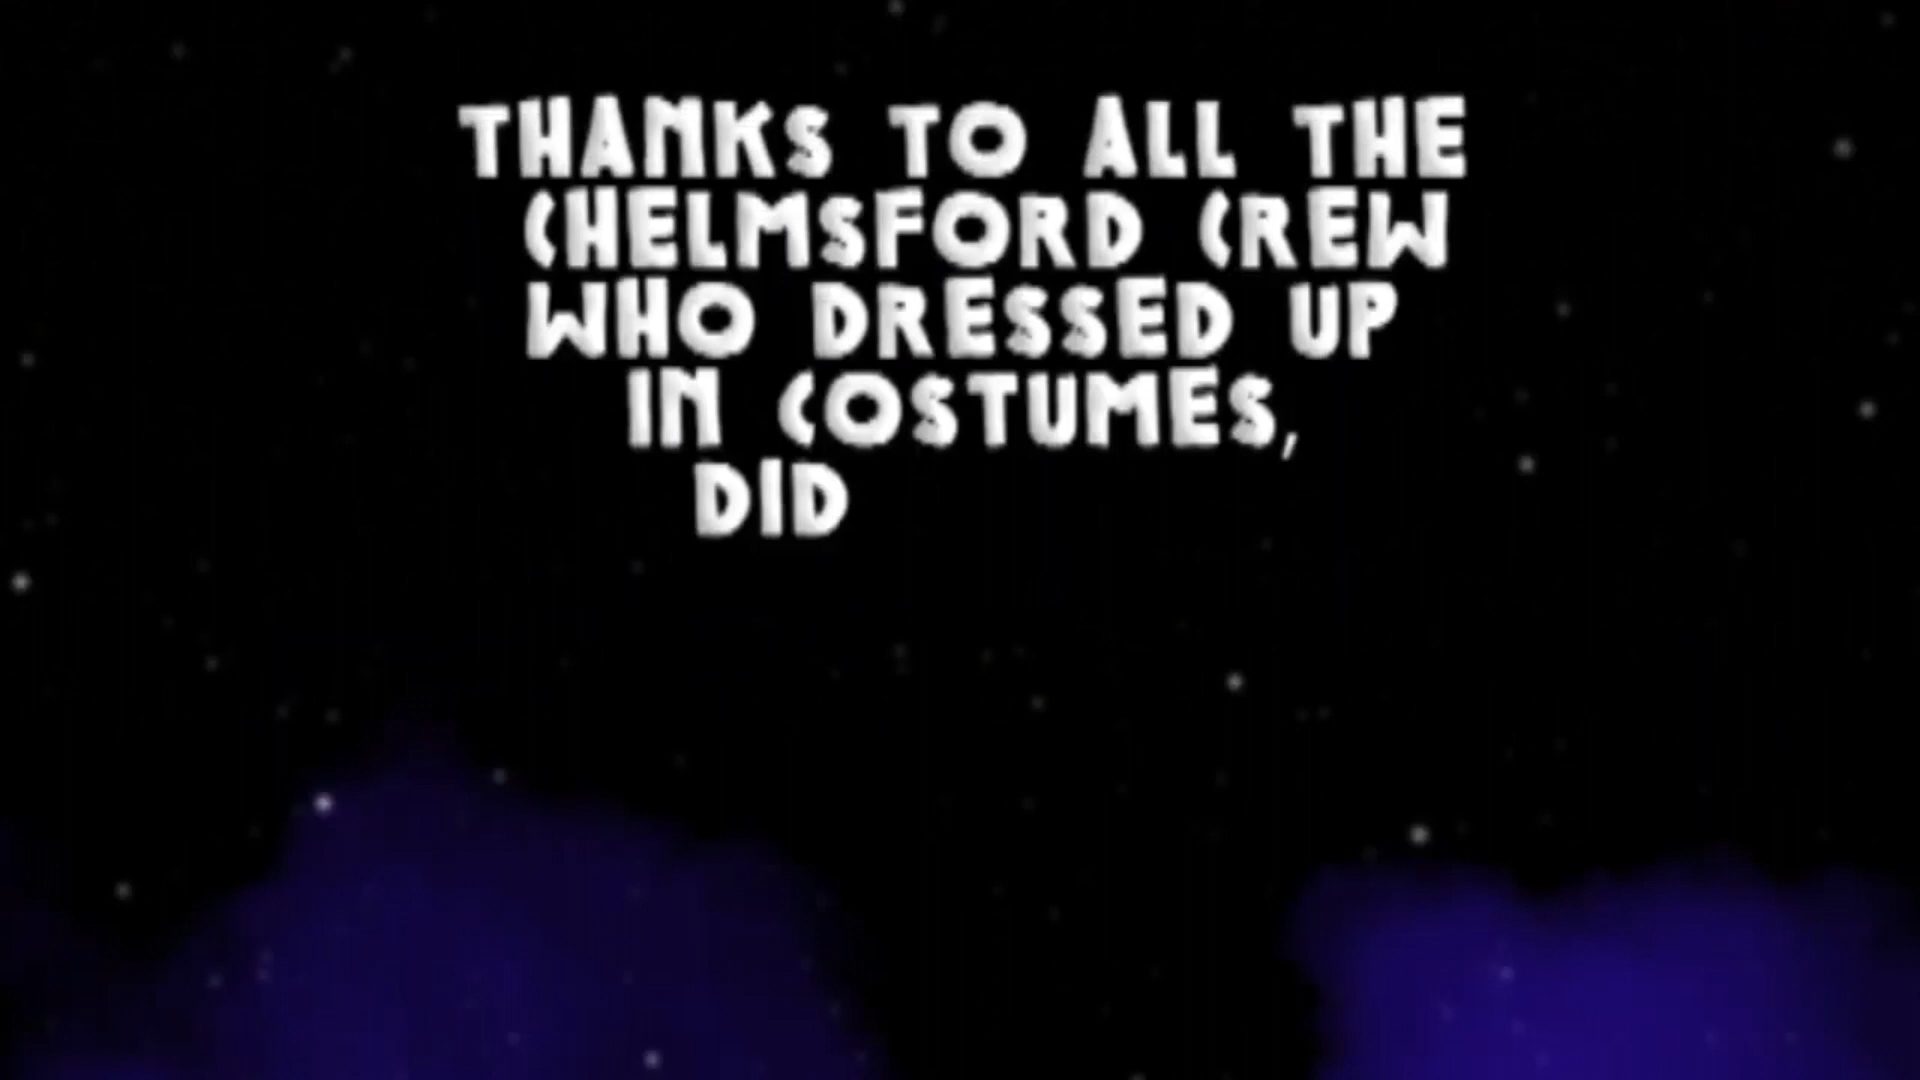 THANKS TO ALL THE
CHELMSFORD CREW
WHO DRESSED UP
IN COSTUMES,
DID